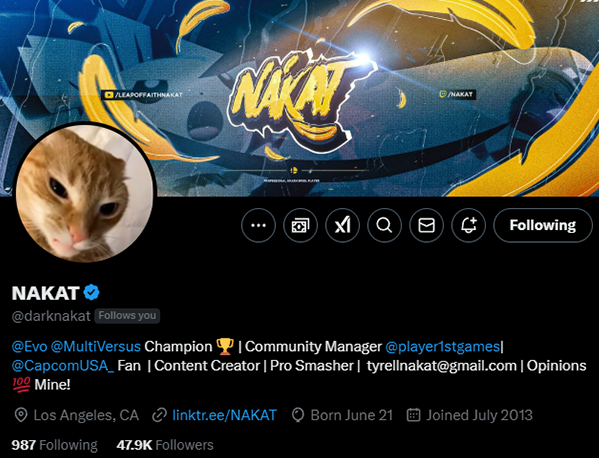 NAKAT
/LEAPOFFAITHNAKAT
/NAKAT
PROFESSIONAL SMASH BROS. PLAYER
Following
NAKAT
@darknakat Follows you
@Evo @MultiVersus Champion 🏆 | Community Manager @player1stgames|
@CapcomUSA_ Fan | Content Creator | Pro Smasher | tyrellnakat@gmail.com | Opinions
💯 Mine!
Los Angeles, CA linktr.ee/NAKAT Born June 21 Joined July 2013
987 Following 47.9K Followers